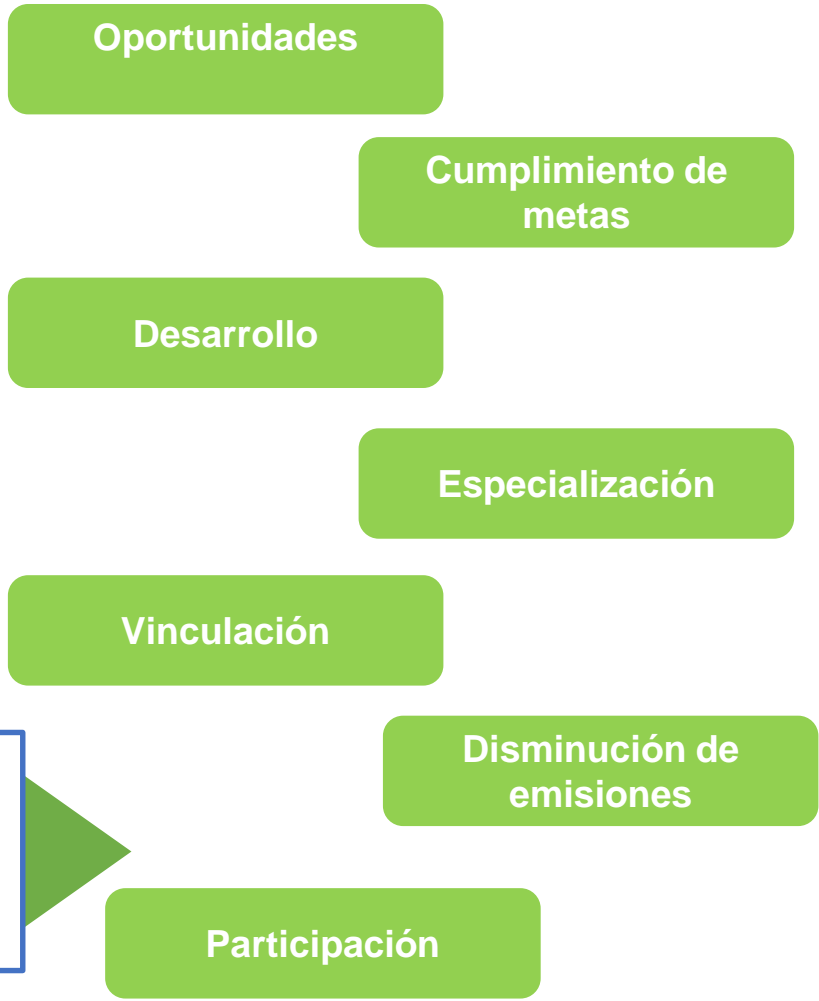 Oportunidades
Cumplimiento de
metas
Desarrollo
Especialización
Vinculación
Disminución de
emisiones
Participación